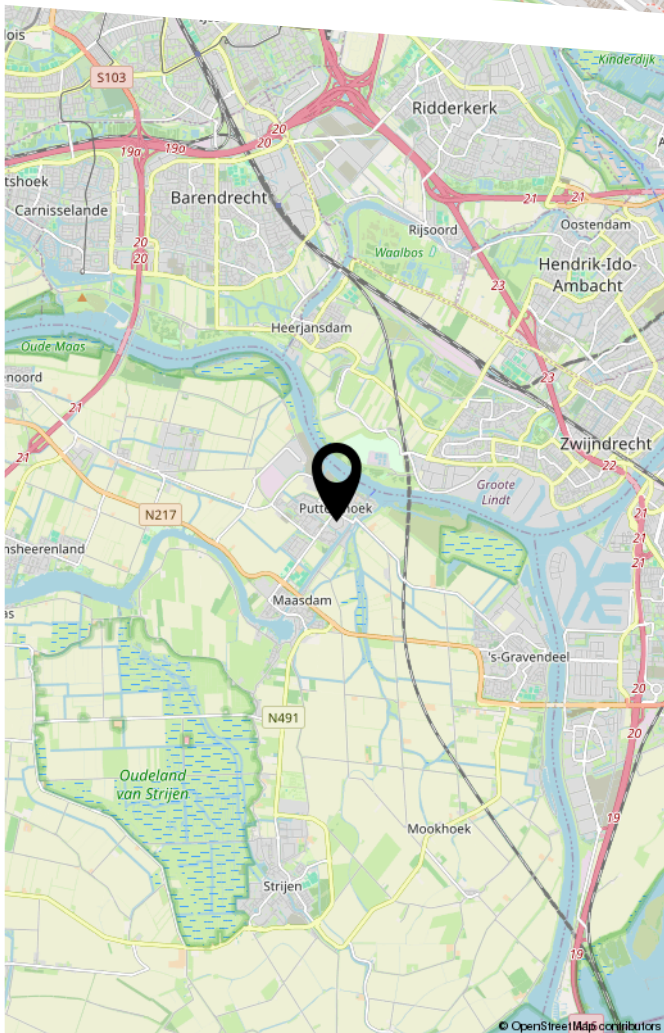 Kinderdijk
S103
Ridderkerk
20
20
19a
19a
20
21
21
Barendrecht
Carnisselande
Rijsoord
Oostendam
Waalbos
20
20
Hendrik-Ido-
Ambacht
23
Heerjansdam
Oude Maas
23
21
Zwijndrecht
21
22
Groote
Lindt
N217
21
21
21
Maasdam
's-Gravendeel
20
N491
20
Oudeland
van Strijen
19
Mookhoek
Strijen
19
© OpenStreetMap contributors